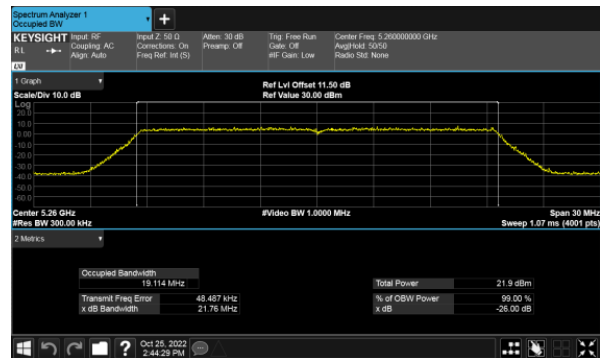 Spectrum Analyzer 1
Occupied BW
KEYSIGHT Input: RF Input Z: 50 Ω Atten: 30 dB Trig: Free Run Center Freq: 5.260000000 GHz
RL Coupling: AC Corrections: On Preamp: Off Gate: Off Avg|Hold: 50/50
Align: Auto Freq Ref: Int (S) #IF Gain: Low Radio Std: None
LXI
1 Graph Ref Lvl Offset 11.50 dB
Scale/Div 10.0 dB Ref Value 30.00 dBm
Log
20.0
10.0
0.00
-10.0
-20.0
-30.0
-40.0
-50.0
-60.0
Center 5.26 GHz #Video BW 1.0000 MHz Span 30 MHz
#Res BW 300.00 kHz Sweep 1.07 ms (4001 pts)
2 Metrics
Occupied Bandwidth
19.114 MHz Total Power 21.9 dBm
Transmit Freq Error 48.487 kHz % of OBW Power 99.00 %
x dB Bandwidth 21.76 MHz x dB -26.00 dB
? Oct 25, 2022
2:44:29 PM